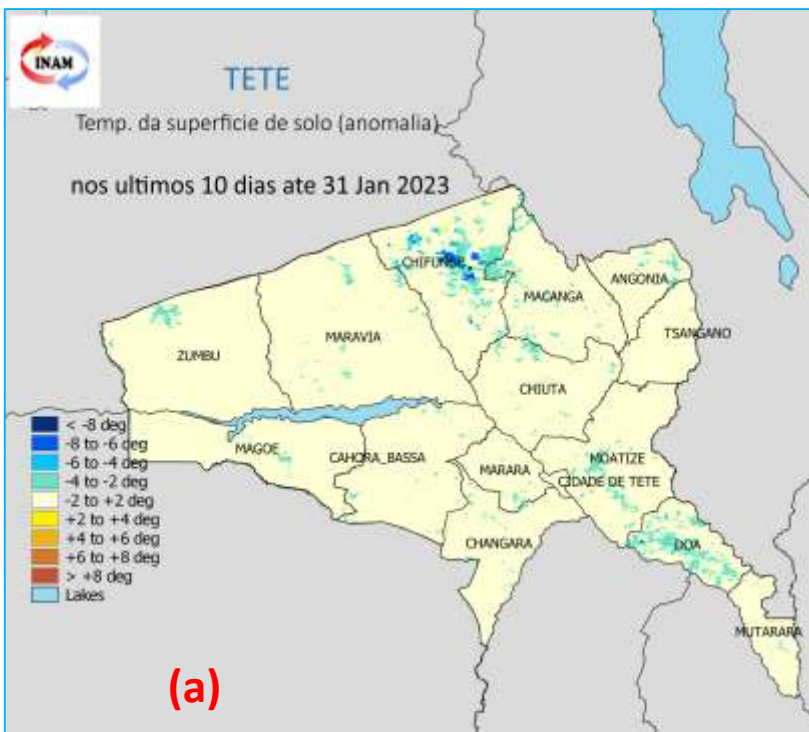 INAM
TETE
Temp. da superficie de solo (anomalia)
nos ultimos 10 dias ate 31 Jan 2023
CHIFUNDE
ANGONIA
MACANGA
TSANGANO
MARAVIA
ZUMBU
CHIUTA
MAGOE
CAHORA_BASSA
MARARA
MOATIZE
CIDADE DE TETE
CHANGARA
DOA
MUTARARA
< -8 deg
-8 to -6 deg
-6 to -4 deg
-4 to -2 deg
-2 to +2 deg
+2 to +4 deg
+4 to +6 deg
+6 to +8 deg
> +8 deg
Lakes
(a)